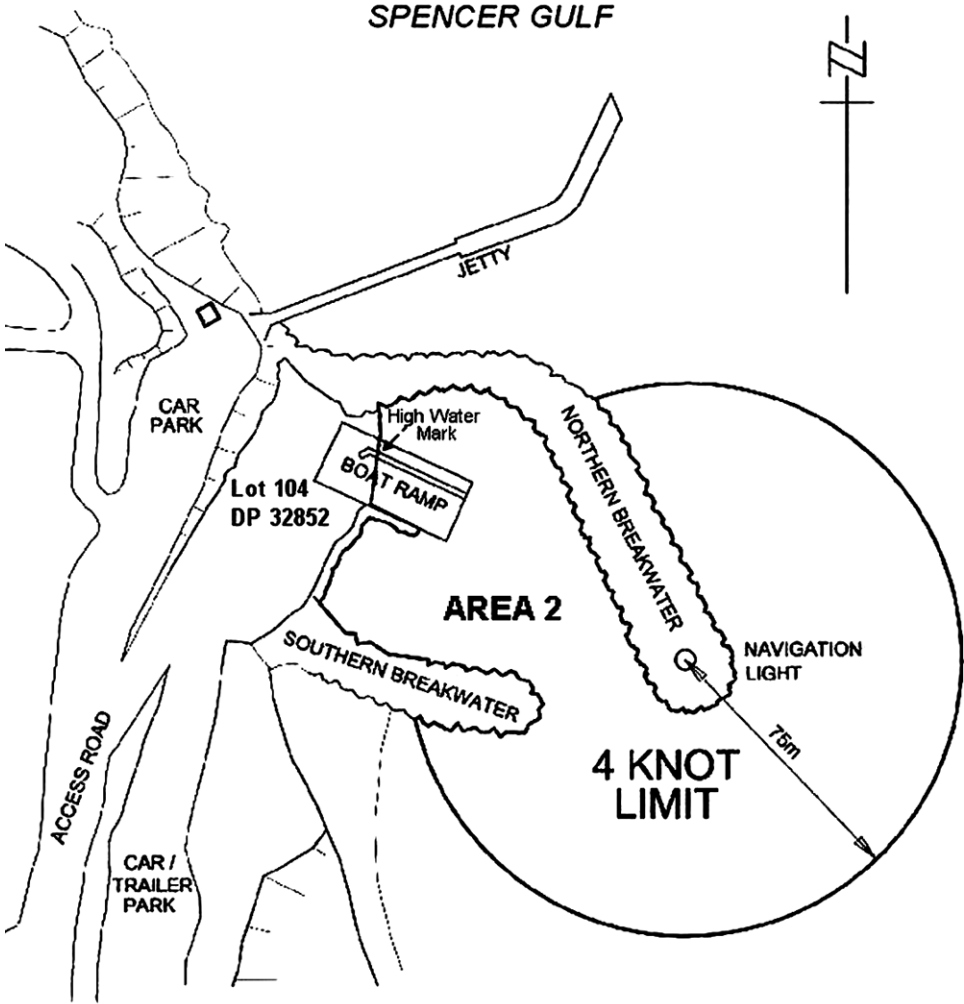 SPENCER GULF
N
JETTY
CAR
PARK
High Water
Mark
BOAT RAMP
Lot 104
DP 32852
NORTHERN BREAKWATER
AREA 2
SOUTHERN BREAKWATER
NAVIGATION
LIGHT
75m
4 KNOT
LIMIT
ACCESS ROAD
CAR /
TRAILER
PARK